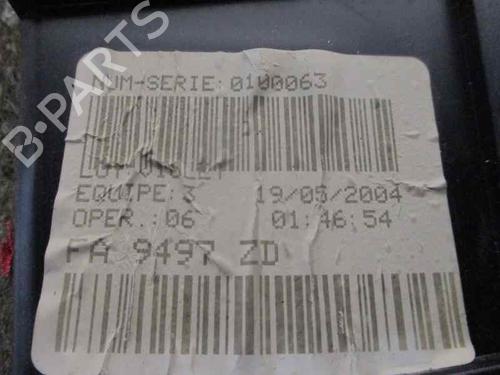 NUM-SERIE:0100063
EQUIPE:3 19/05/2004
OPER.:06 01:46:54
FA 9497 ZD
B-PARTS